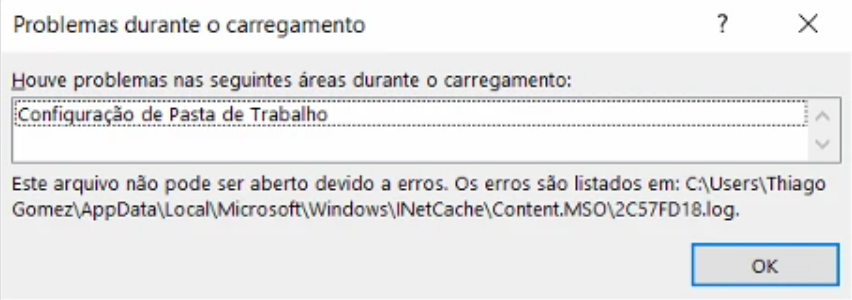 Problemas durante o carregamento
?
Houve problemas nas seguintes áreas durante o carregamento:
Configuração de Pasta de Trabalho
Este arquivo não pode ser aberto devido a erros. Os erros são listados em: C:\Users\Thiago
Gomez\AppData\Local\Microsoft\Windows\INetCache\Content.MSO\2C57FD18.log.
OK